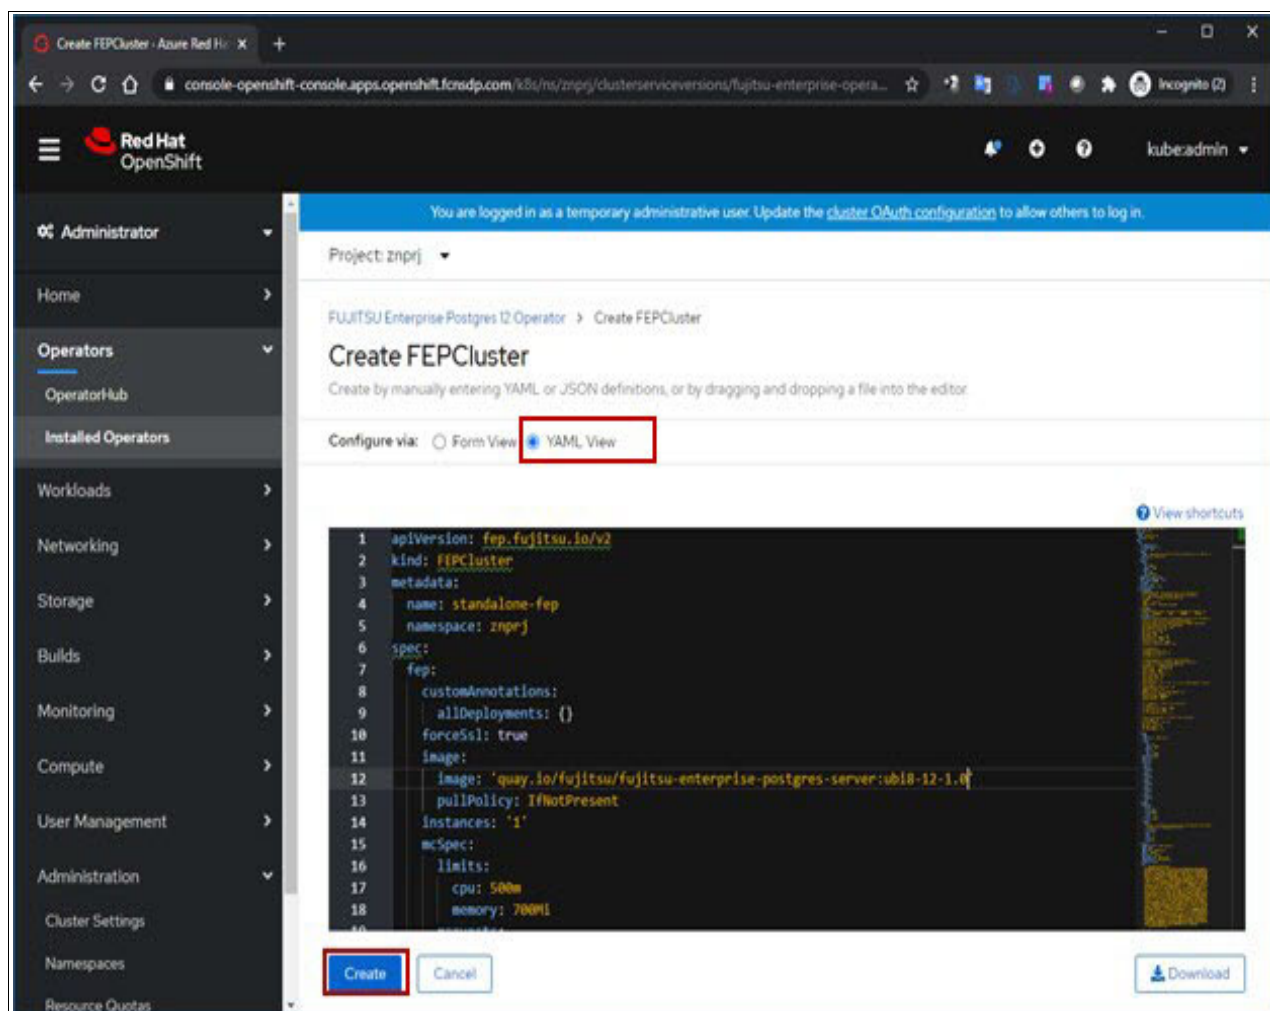 Create FEPCluster · Azure Red H
console-openshift-console.apps.openshift.fcnsdp.com/k8s/ns/znprj/clusterserviceversions/fujitsu-enterprise-opera...
Incognito (2)
Red Hat
OpenShift
kube:admin
You are logged in as a temporary administrative user. Update the cluster OAuth configuration to allow others to log in.
Administrator
Project: znprj
Home
FUJITSU Enterprise Postgres 12 Operator > Create FEPCluster
Operators
Create FEPCluster
OperatorHub
Create by manually entering YAML or JSON definitions, or by dragging and dropping a file into the editor.
Installed Operators
Configure via: Form View YAML View
Workloads
View shortcuts
Networking
Storage
Builds
Monitoring
Compute
User Management
Administration
Cluster Settings
Namespaces
Resource Quotas
1 apiVersion: fep.fujitsu.io/v2
2 kind: FEPCluster
3 metadata:
4 name: standalone-fep
5 namespace: znprj
6 spec:
7 fep:
8 customAnnotations:
9 allDeployments: {}
10 forceSsl: true
11 image:
12 image: 'quay.io/fujitsu/fujitsu-enterprise-postgres-server:ubi8-12-1.0'
13 pullPolicy: IfNotPresent
14 instances: '1'
15 mcSpec:
16 limits:
17 cpu: 500m
18 memory: 700Mi
Create
Cancel
Download